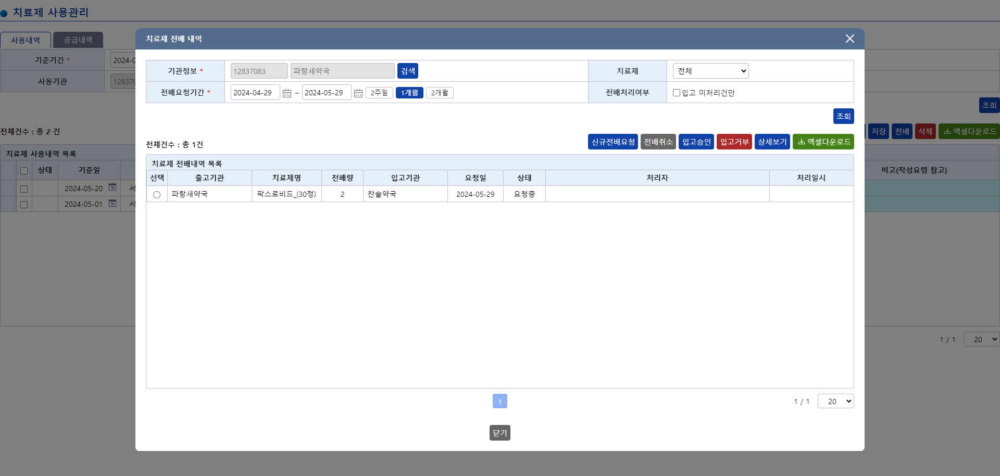 치료제 사용관리
사용내역 공급내역
기준기간 * 2024-0
사용기관 12837
조회
전체건수 : 총 2 건
저장 전배 삭제 엑셀다운로드
치료제 사용내역 목록
상태 기준일 비고(작성요령 참고)
2024-05-20 서
2024-05-01 서
1 / 1 20
치료제 전배 내역
기관정보 * 12837083 파랑새약국 검색 치료제 전체
전배요청기간 * 2024-04-29 ~ 2024-05-29 2주일 1개월 2개월 전배처리여부 입고 미처리건만
조회
전체건수 : 총 1건
신규전배요청 전배취소 입고승인 입고거부 상세보기 엑셀다운로드
치료제 전배내역 목록
선택 출고기관 치료제명 전배량 입고기관 요청일 상태 처리자 처리일시
파랑새약국 팍스로비드_(30정) 2 찬솔약국 2024-05-29 요청중
1 1 / 1 20
닫기